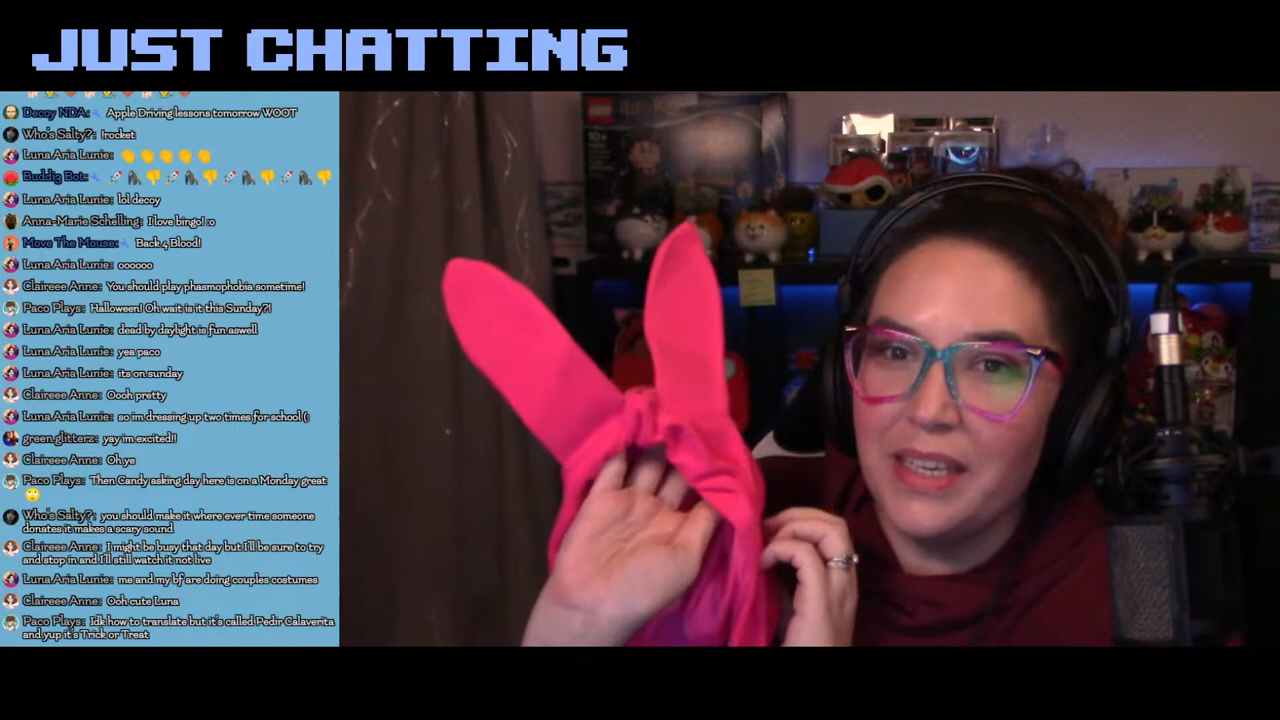 JUST CHATTING
Decoy NDA: Apple Driving lessons tomorrow WOOT
Who's Salty?: !rocket
Luna Aria Lunie: 👏👏👏👏👏
Buddi3 Bot: 🚀🦍👎🚀🦍👎🚀🦍👎🚀🦍👎
Luna Aria Lunie: lol decoy
Anna-Marie Schelling: I love bingo! :o
Move The Mouse: Back 4 Blood!
Luna Aria Lunie: oooooo
Claireee Anne: You should play phasmophobia sometime!
Paco Plays: Halloween! Oh wait is it this Sunday?!
Luna Aria Lunie: dead by daylight is fun aswell
Luna Aria Lunie: yea paco
Luna Aria Lunie: its on sunday
Claireee Anne: Oooh pretty
Luna Aria Lunie: so im dressing up two times for school (:
green.glitterz: yay im excited!!
Claireee Anne: Oh ye
Paco Plays: Then Candy asking day here is on a Monday great
🙄
Who's Salty?: you should make it where ever time someone
donates it makes a scary sound
Claireee Anne: I might be busy that day but I'll be sure to try
and stop in and I'll still watch it not live
Luna Aria Lunie: me and my bf are doing couples costumes
Claireee Anne: Ooh cute Luna
Paco Plays: Idk how to translate but it's called Pedir Calaverita
and yup it's Trick or Treat
LEGO
10+